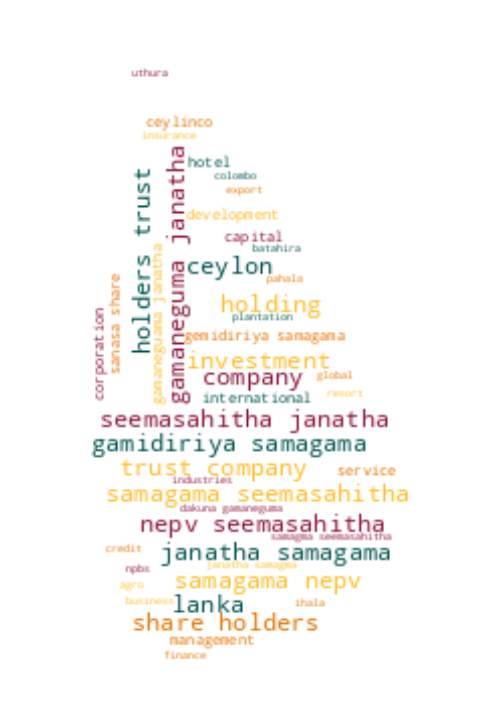 uthura
ceylinco
insurance
gamaneguma janatha
hotel
holders trust
colombo
export
development
capital
batahira
gamaneguama janatha
ceylon
sanasa share
pahala
holding
corporation
plantation
gemidiriya samagama
investment
company
global
resort
international
seemasahitha janatha
gamidiriya samagama
trust company
service
industries
samagama seemasahitha
dakuna gamaneguma
nepv seemasahitha
samagma seemasahitha
credit
janatha samagama
janatha samagma
npbs
samagama nepv
agro
business
lanka
ihala
share holders
management
finance